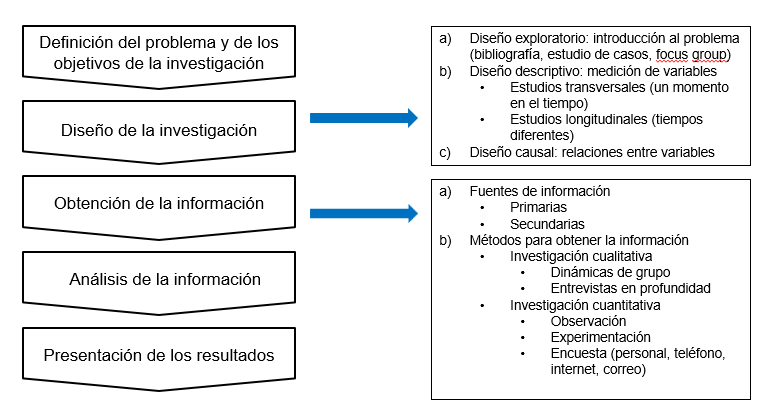 Definición del problema y de los
objetivos de la investigación
Diseño de la investigación
Obtención de la información
Análisis de la información
Presentación de los resultados
a) Diseño exploratorio: introducción al problema
(bibliografía, estudio de casos, focus group)
b) Diseño descriptivo: medición de variables
• Estudios transversales (un momento
en el tiempo)
• Estudios longitudinales (tiempos
diferentes)
c) Diseño causal: relaciones entre variables
a) Fuentes de información
• Primarias
• Secundarias
b) Métodos para obtener la información
• Investigación cualitativa
• Dinámicas de grupo
• Entrevistas en profundidad
• Investigación cuantitativa
• Observación
• Experimentación
• Encuesta (personal, teléfono,
internet, correo)